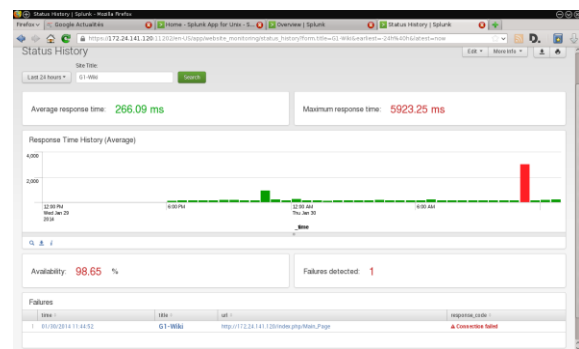 Status History | Splunk - Mozilla Firefox
Firefox
Google Actualités
Home - Splunk App for Unix - S...
Overview | Splunk
Status History | Splunk
Status History
Edit
More Info
Site Title
Last 24 hours
G1-Wiki
Search
Average response time: 266.09 ms
Maximum response time: 5923.25 ms
Response Time History (Average)
4,000
2,000
12:00 PM
Wed Jan 29
2014
6:00 PM
12:00 AM
Thu Jan 30
6:00 AM
_time
Availability: 98.65 %
Failures detected: 1
Failures
time
title
url
response_code
1 01/30/2014 11:44:52 G1-Wiki http://172.24.141.120/index.php/Main_Page Connection failed